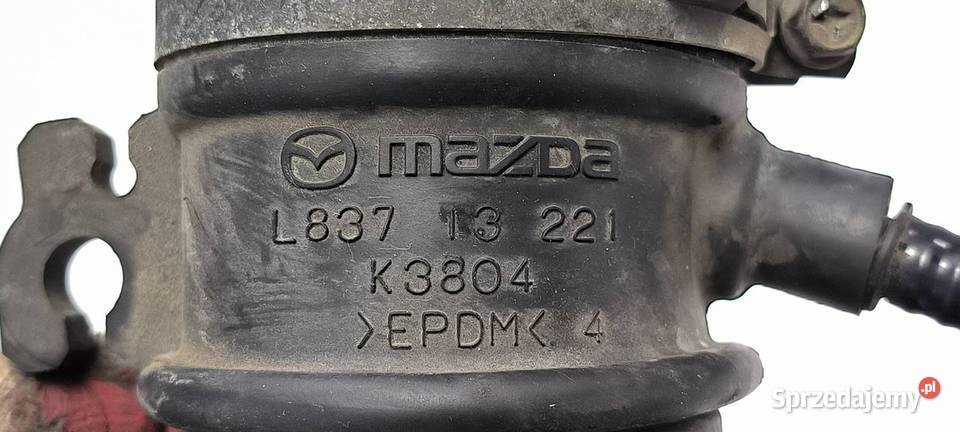 mazda
L837 13 221
K3804
>EPDM< 4
Sprzedajemy.pl